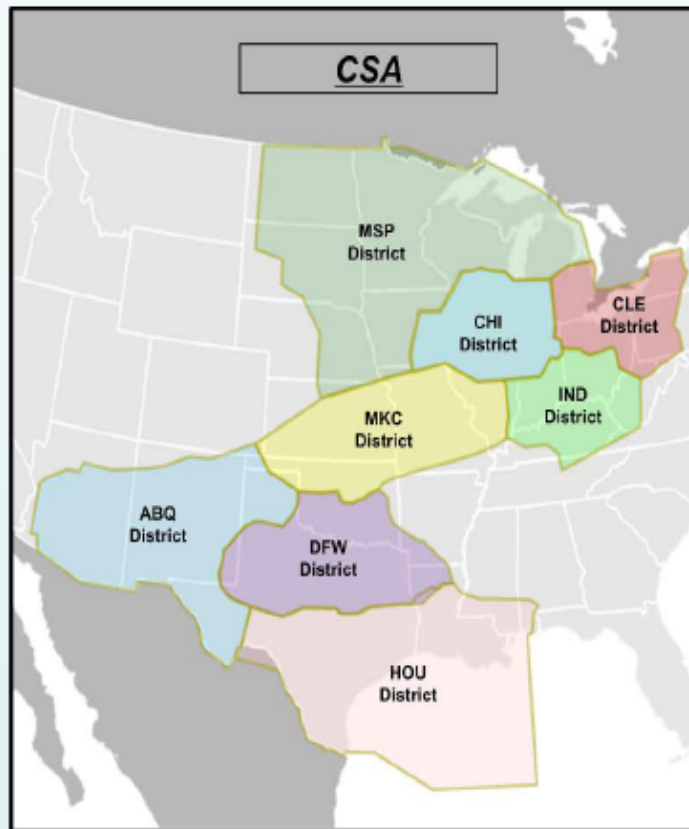 CSA
MSP
District
CHI
District
CLE
District
IND
District
MKC
District
ABQ
District
DFW
District
HOU
District